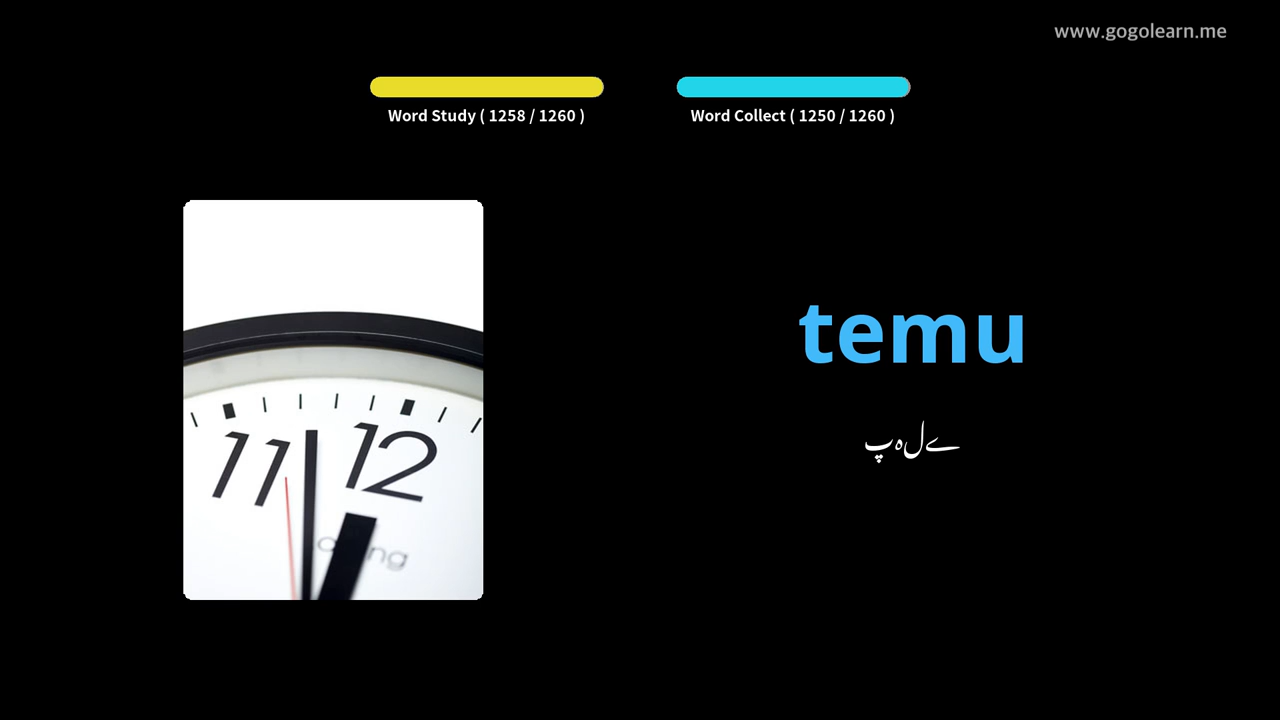 www.gogolearn.me
Word Study ( 1258 / 1260 )
Word Collect ( 1250 / 1260 )
11 12
temu
پہلے